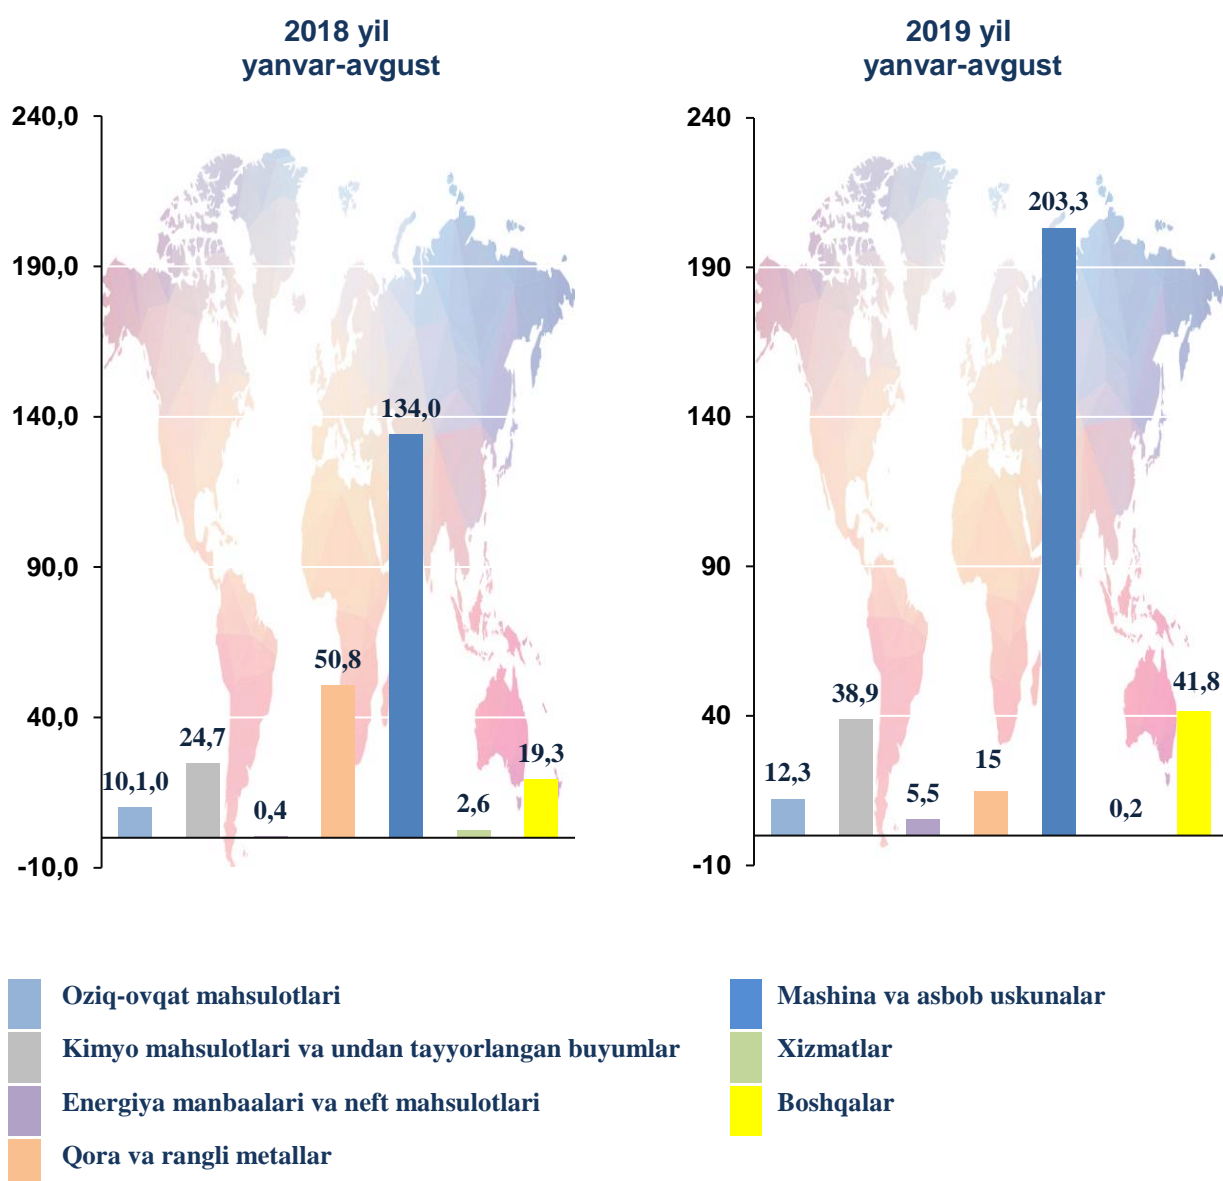 2018 yil
yanvar-avgust
240,0
190,0
140,0
90,0
40,0
-10,0
10,1,0
24,7
0,4
50,8
134,0
2,6
19,3
2019 yil
yanvar-avgust
240
190
140
90
40
-10
12,3
38,9
5,5
15
203,3
0,2
41,8
Oziq-ovqat mahsulotlari
Kimyo mahsulotlari va undan tayyorlangan buyumlar
Energiya manbaalari va neft mahsulotlari
Qora va rangli metallar
Mashina va asbob uskunalar
Xizmatlar
Boshqalar